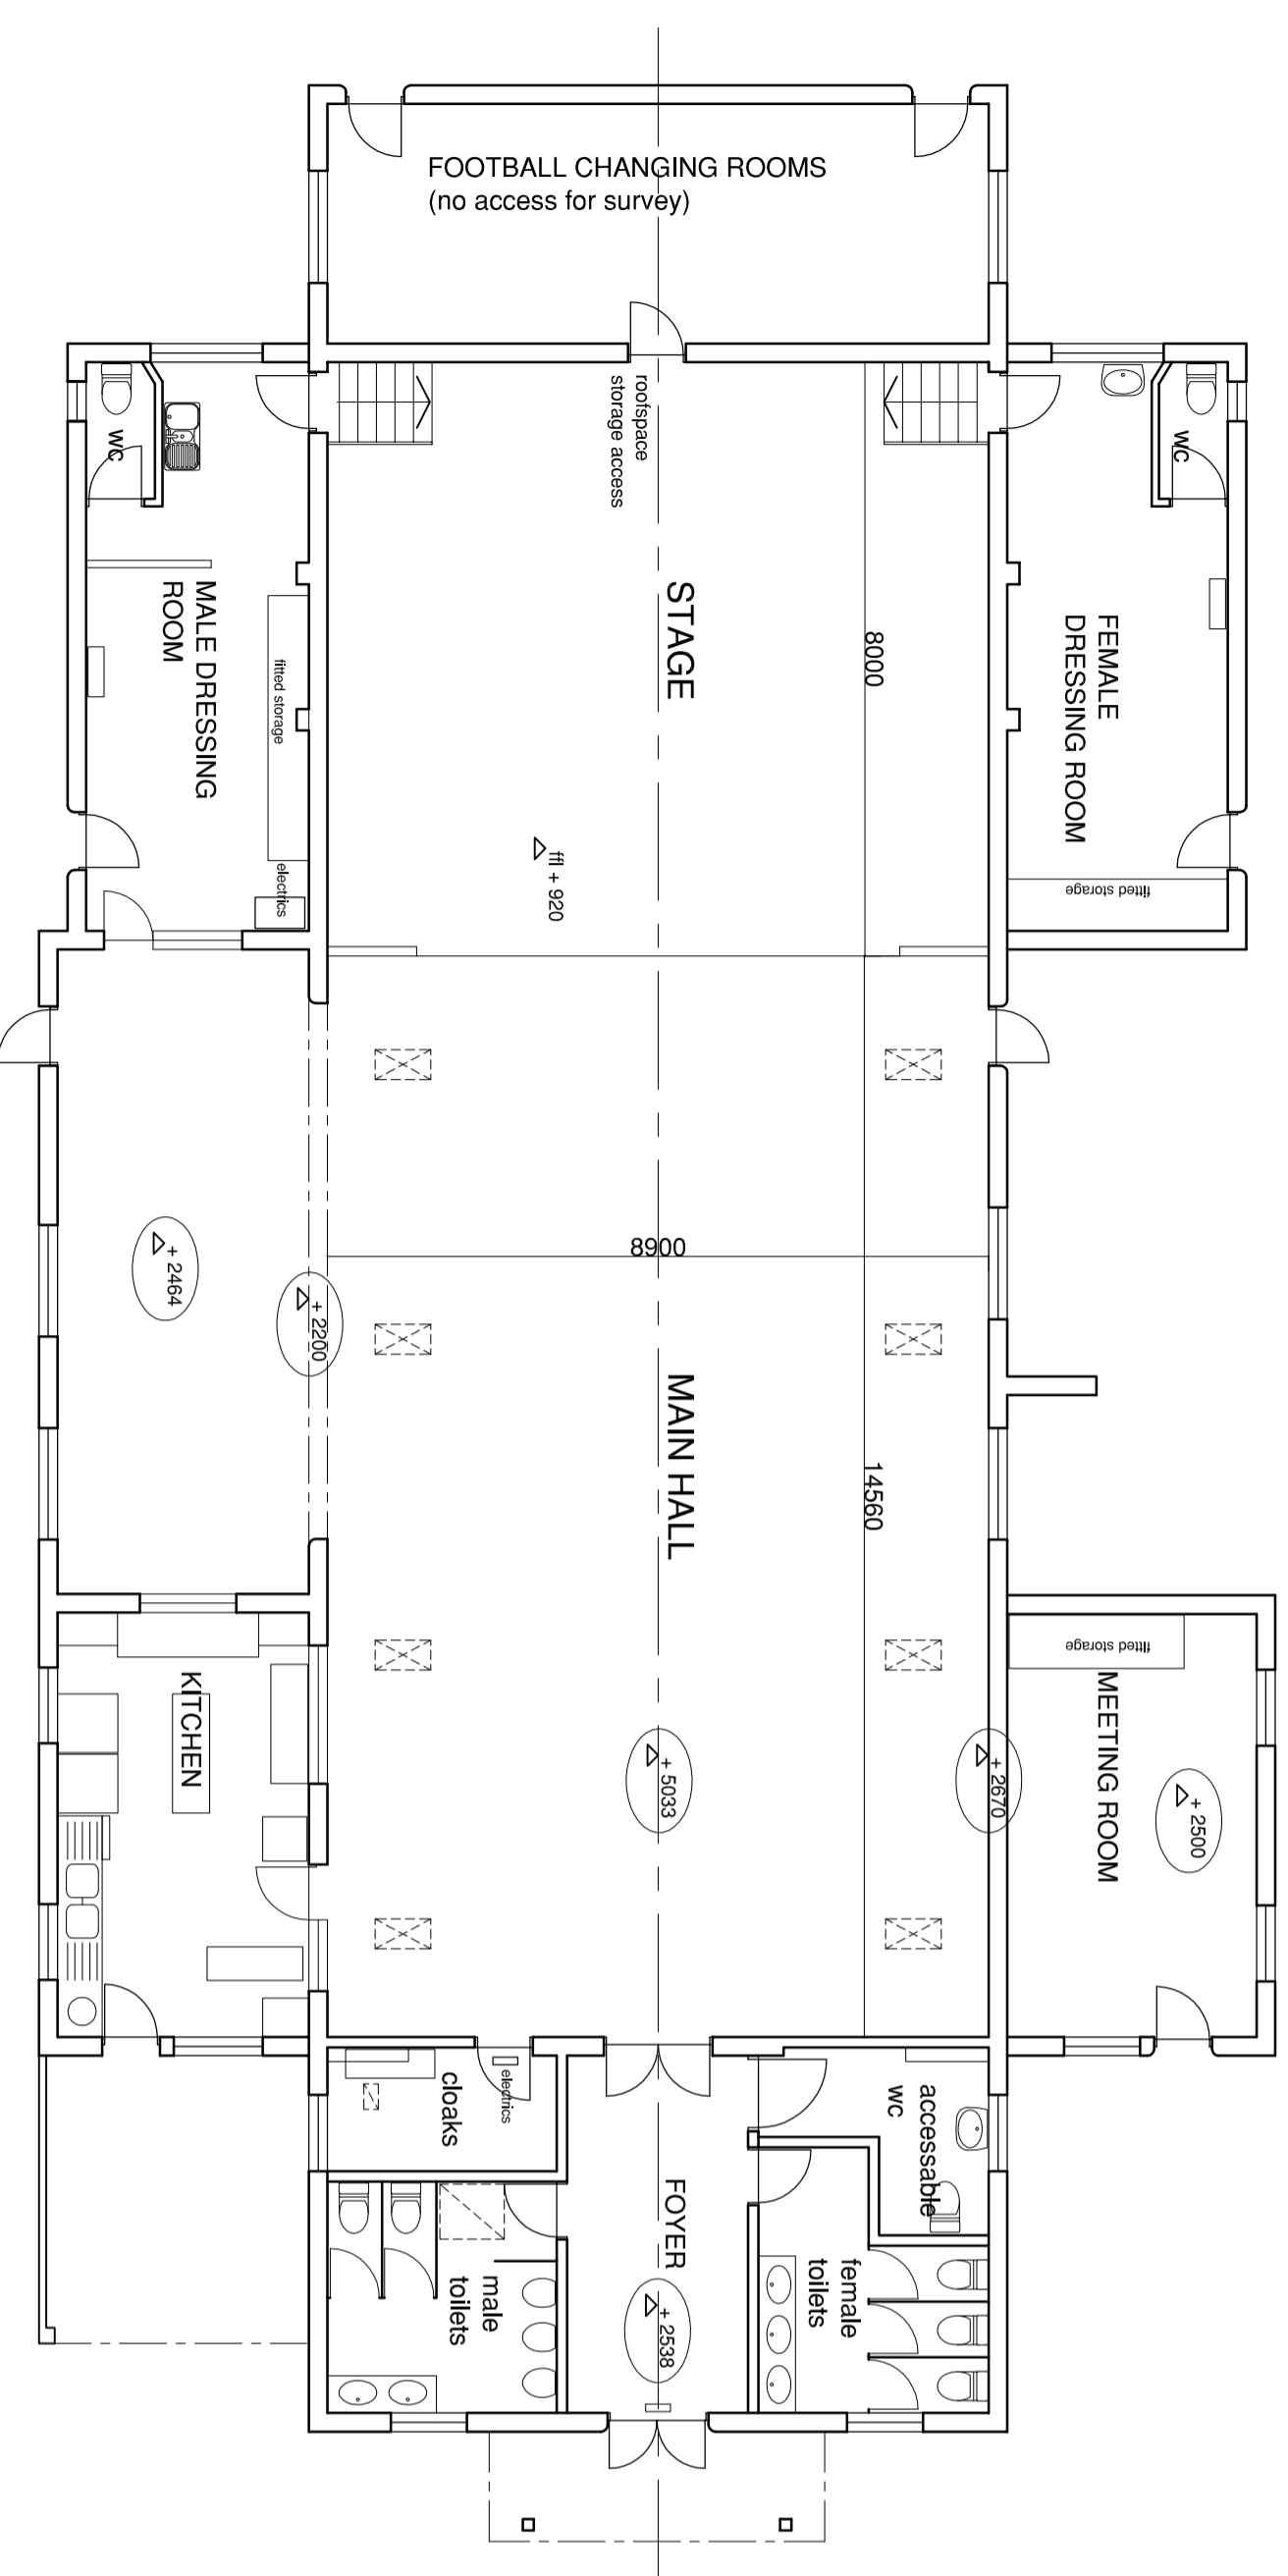 FOOTBALL CHANGING ROOMS
(no access for survey)
roofspace
storage access
wc
wc
STAGE
8000
MALE DRESSING
ROOM
fitted storage
electrics
FEMALE
DRESSING ROOM
fitted storage
ffl + 920
+ 2464
+ 2200
8900
MAIN HALL
14560
fitted storage
MEETING ROOM
+ 2500
+ 2670
+ 5033
KITCHEN
cloaks
electrics
accessable
wc
FOYER
+ 2538
male
toilets
female
toilets